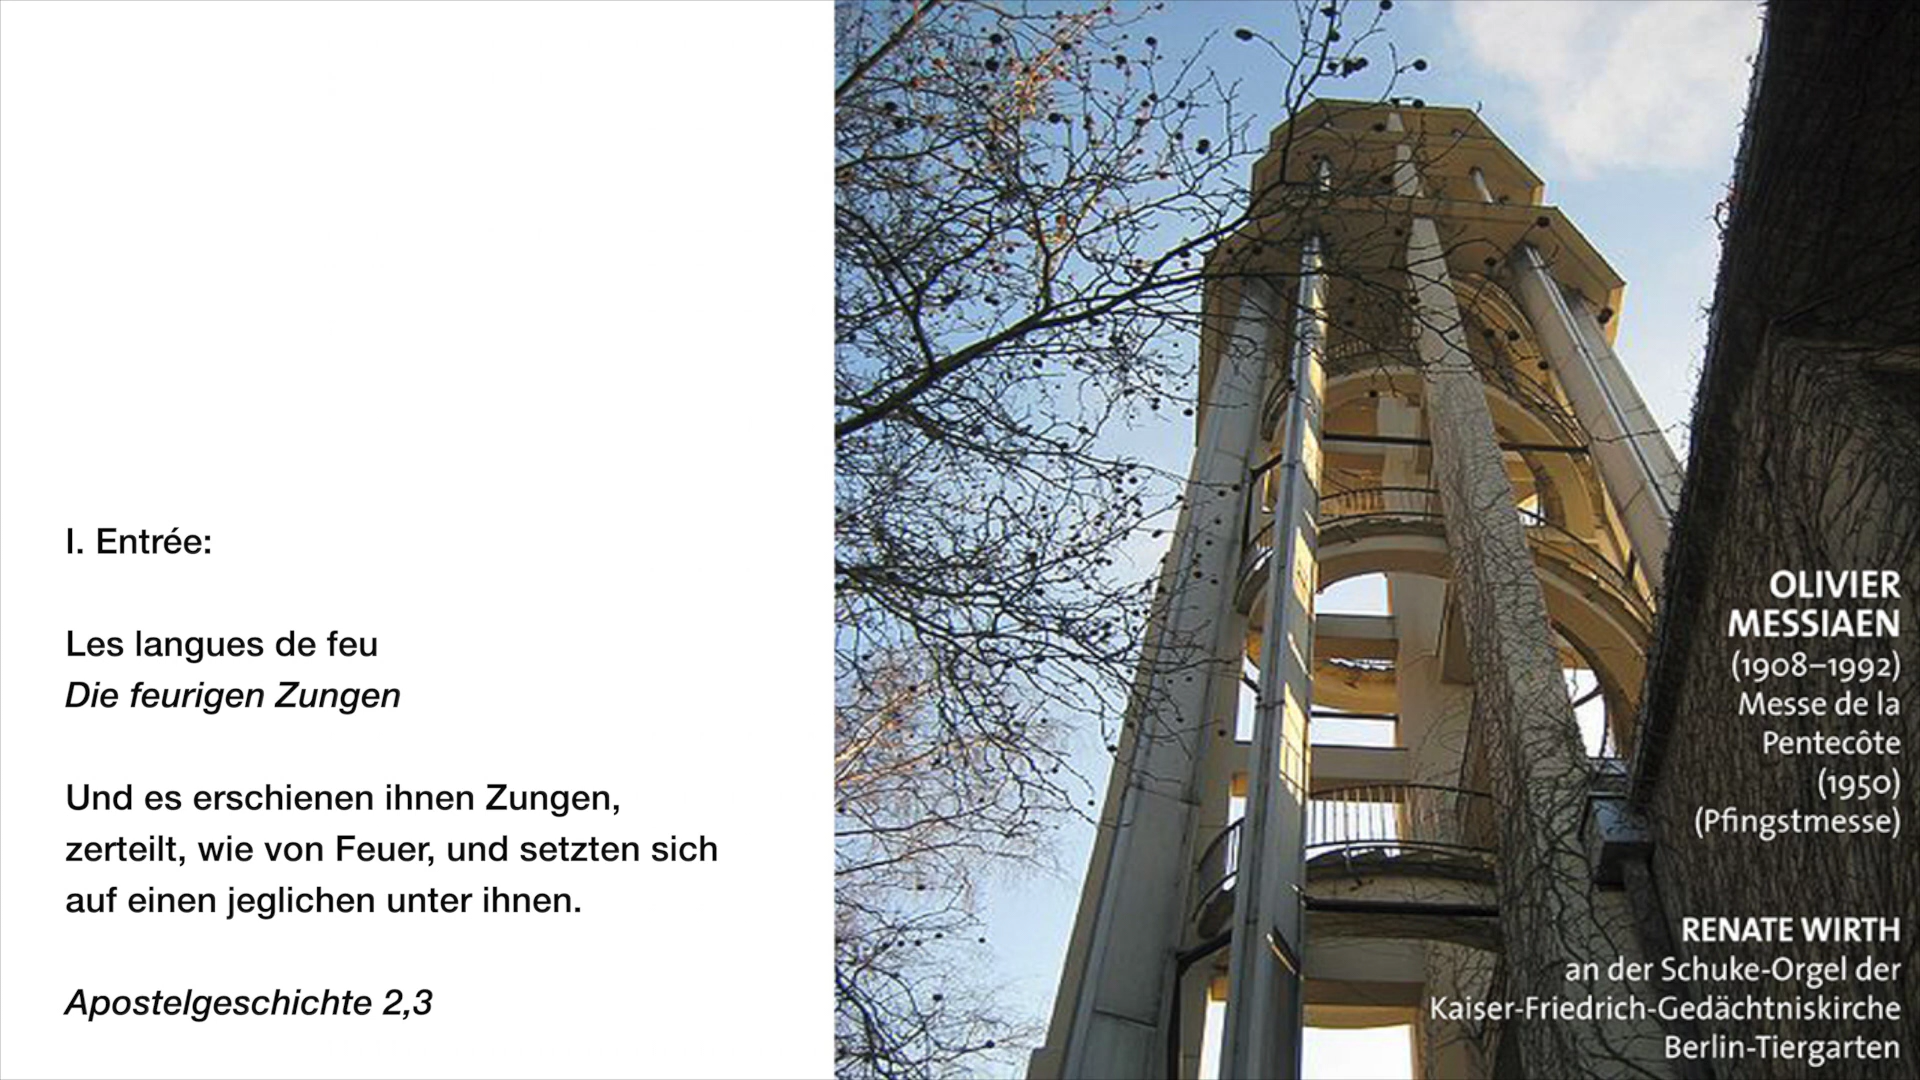 I. Entrée:
Les langues de feu
Die feurigen Zungen
Und es erschienen ihnen Zungen,
zerteilt, wie von Feuer, und setzten sich
auf einen jeglichen unter ihnen.
Apostelgeschichte 2,3
OLIVIER
MESSIAEN
(1908–1992)
Messe de la
Pentecôte
(1950)
(Pfingstmesse)
RENATE WIRTH
an der Schuke-Orgel der
Kaiser-Friedrich-Gedächtniskirche
Berlin-Tiergarten